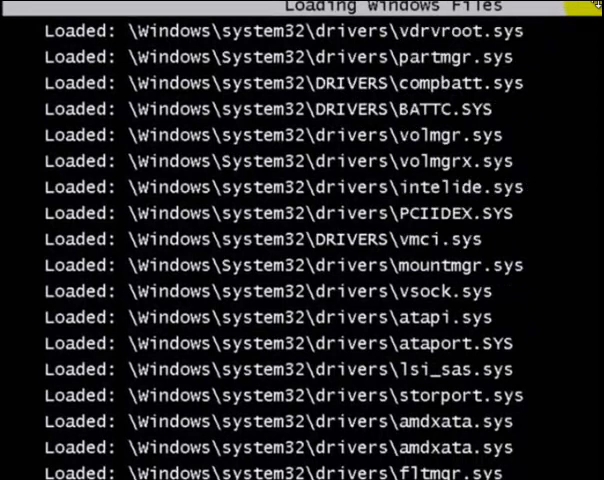 Loading Windows Files
Loaded: \Windows\system32\drivers\vdrvroot.sys
Loaded: \Windows\System32\drivers\partmgr.sys
Loaded: \Windows\system32\DRIVERS\compbatt.sys
Loaded: \Windows\system32\DRIVERS\BATTC.SYS
Loaded: \Windows\system32\drivers\volmgr.sys
Loaded: \Windows\System32\drivers\volmgrx.sys
Loaded: \Windows\system32\drivers\intelide.sys
Loaded: \Windows\system32\drivers\PCIIDEX.SYS
Loaded: \Windows\system32\DRIVERS\vmci.sys
Loaded: \Windows\System32\drivers\mountmgr.sys
Loaded: \Windows\system32\drivers\vsock.sys
Loaded: \Windows\system32\drivers\atapi.sys
Loaded: \Windows\system32\drivers\ataport.SYS
Loaded: \Windows\system32\drivers\lsi_sas.sys
Loaded: \Windows\system32\drivers\storport.sys
Loaded: \Windows\system32\drivers\amdxata.sys
Loaded: \Windows\system32\drivers\amdxata.sys
Loaded: \Windows\system32\drivers\fltmgr.sys